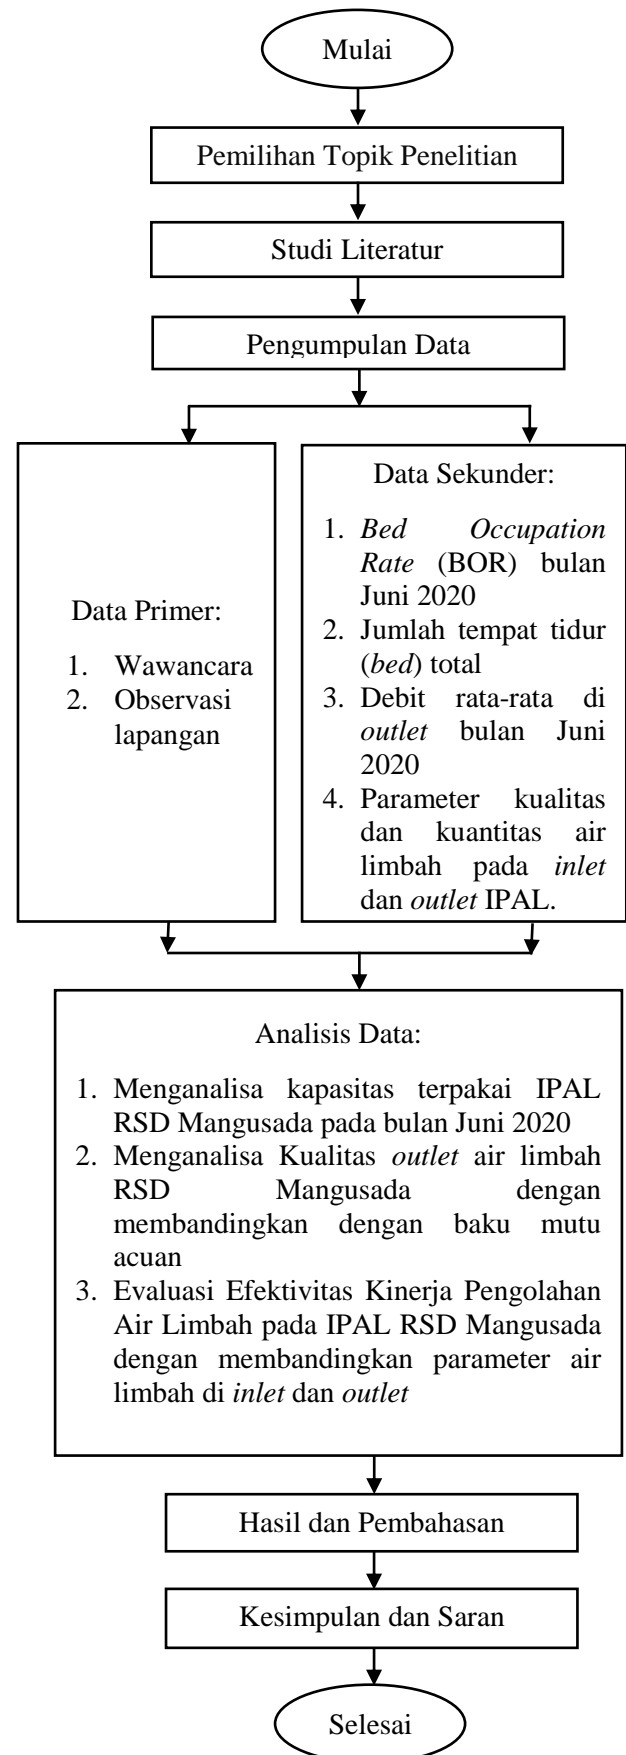 Mulai
Pemilihan Topik Penelitian
Studi Literatur
Pengumpulan Data
Data Primer:
1. Wawancara
2. Observasi
lapangan
Data Sekunder:
1. Bed Occupation
Rate (BOR) bulan
Juni 2020
2. Jumlah tempat tidur
(bed) total
3. Debit rata-rata di
outlet bulan Juni
2020
4. Parameter kualitas
dan kuantitas air
limbah pada inlet
dan outlet IPAL.
Analisis Data:
1. Menganalisa kapasitas terpakai IPAL
RSD Mangusada pada bulan Juni 2020
2. Menganalisa Kualitas outlet air limbah
RSD Mangusada dengan
membandingkan dengan baku mutu
acuan
3. Evaluasi Efektivitas Kinerja Pengolahan
Air Limbah pada IPAL RSD Mangusada
dengan membandingkan parameter air
limbah di inlet dan outlet
Hasil dan Pembahasan
Kesimpulan dan Saran
Selesai